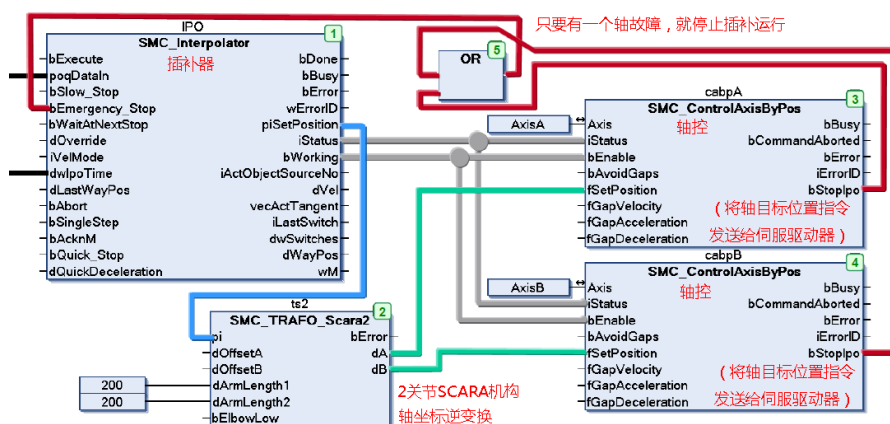 IPO
SMC_Interpolator
1
插补器
bExecute
poqDataIn
bSlow_Stop
bEmergency_Stop
bWaitAtNextStop
dOverride
iVelMode
dwIpoTime
dLastWayPos
bAbort
bSingleStep
bAcknM
bQuick_Stop
dQuickDeceleration
bDone
bBusy
bError
wErrorID
piSetPosition
iStatus
bWorking
iActObjectSourceNo
dVel
vecActTangent
iLastSwitch
dwSwitches
dWayPos
wM
OR
5
只要有一个轴故障，就停止插补运行
cabpA
SMC_ControlAxisByPos
3
轴控
AxisA
Axis
iStatus
bEnable
bAvoidGaps
fSetPosition
fGapVelocity
fGapAcceleration
fGapDeceleration
bBusy
bCommandAborted
bError
iErrorID
bStopIpo
（将轴目标位置指令
发送给伺服驱动器）
cabpB
SMC_ControlAxisByPos
4
轴控
AxisB
Axis
iStatus
bEnable
bAvoidGaps
fSetPosition
fGapVelocity
fGapAcceleration
fGapDeceleration
bBusy
bCommandAborted
bError
iErrorID
bStopIpo
（将轴目标位置指令
发送给伺服驱动器）
ts2
SMC_TRAFO_Scara2
2
pi
dOffsetA
dOffsetB
200
dArmLength1
200
dArmLength2
bElbowLow
bError
dA
dB
2关节SCARA机构
轴坐标逆变换